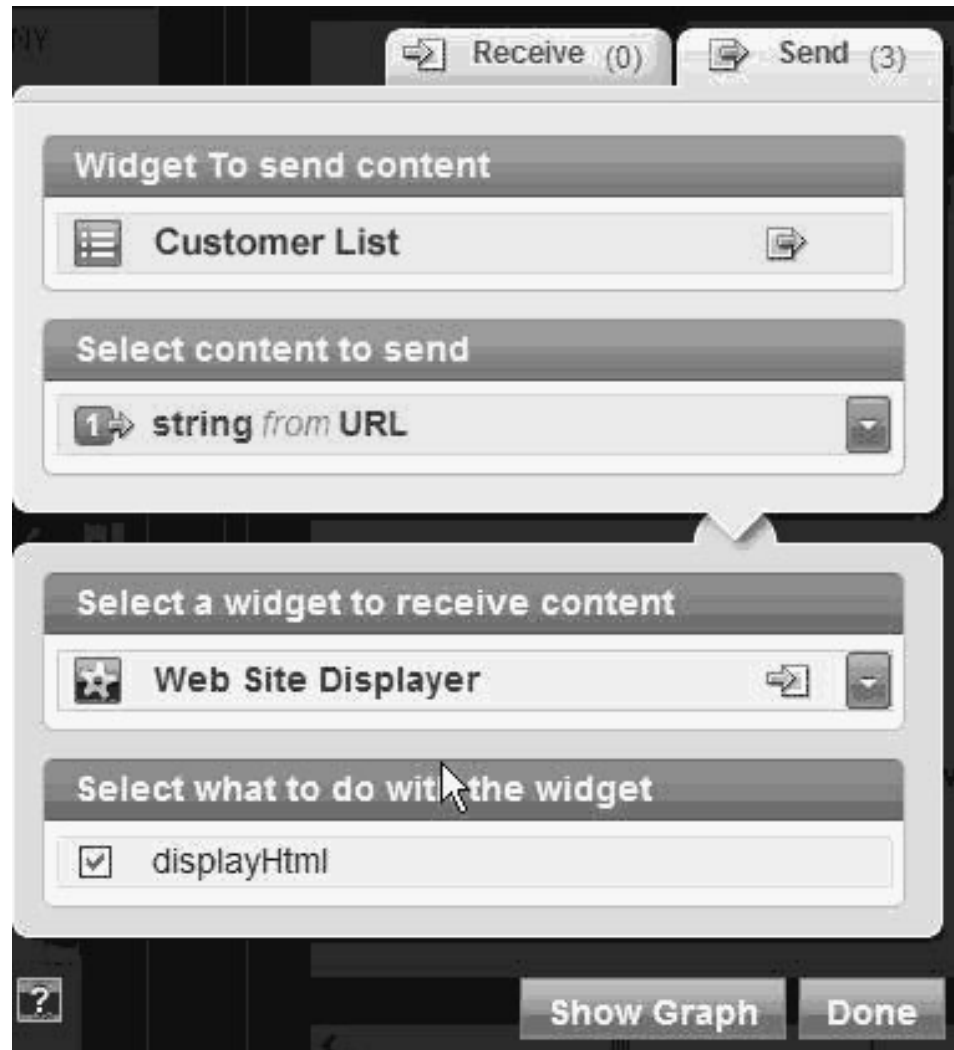 NY
Receive (0)
Send (3)
Widget To send content
Customer List
Select content to send
1 string from URL
Select a widget to receive content
Web Site Displayer
Select what to do with the widget
displayHtml
?
Show Graph
Done